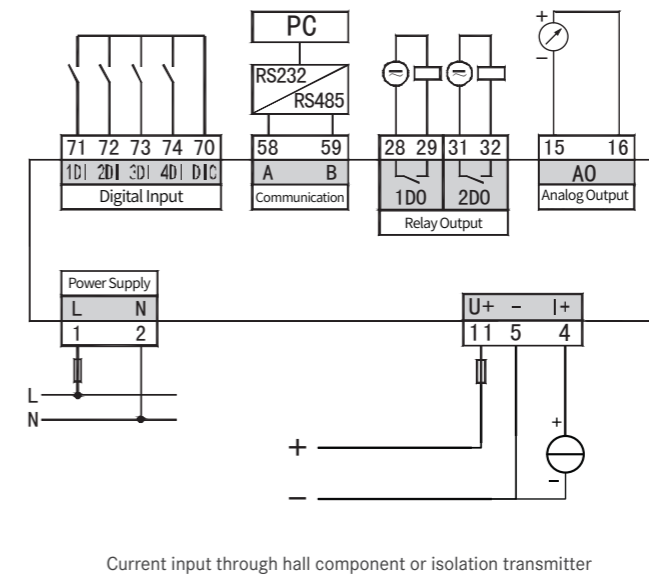 PC
RS232
RS485
+
−
71 72 73 74 70
1DI 2DI 3DI 4DI DIC
Digital Input
58 59
A B
Communication
28 29 31 32
1DO 2DO
Relay Output
15 16
AO
Analog Output
Power Supply
L N
1 2
L
N
U+ − I+
11 5 4
+
−
+
−
Current input through hall component or isolation transmitter